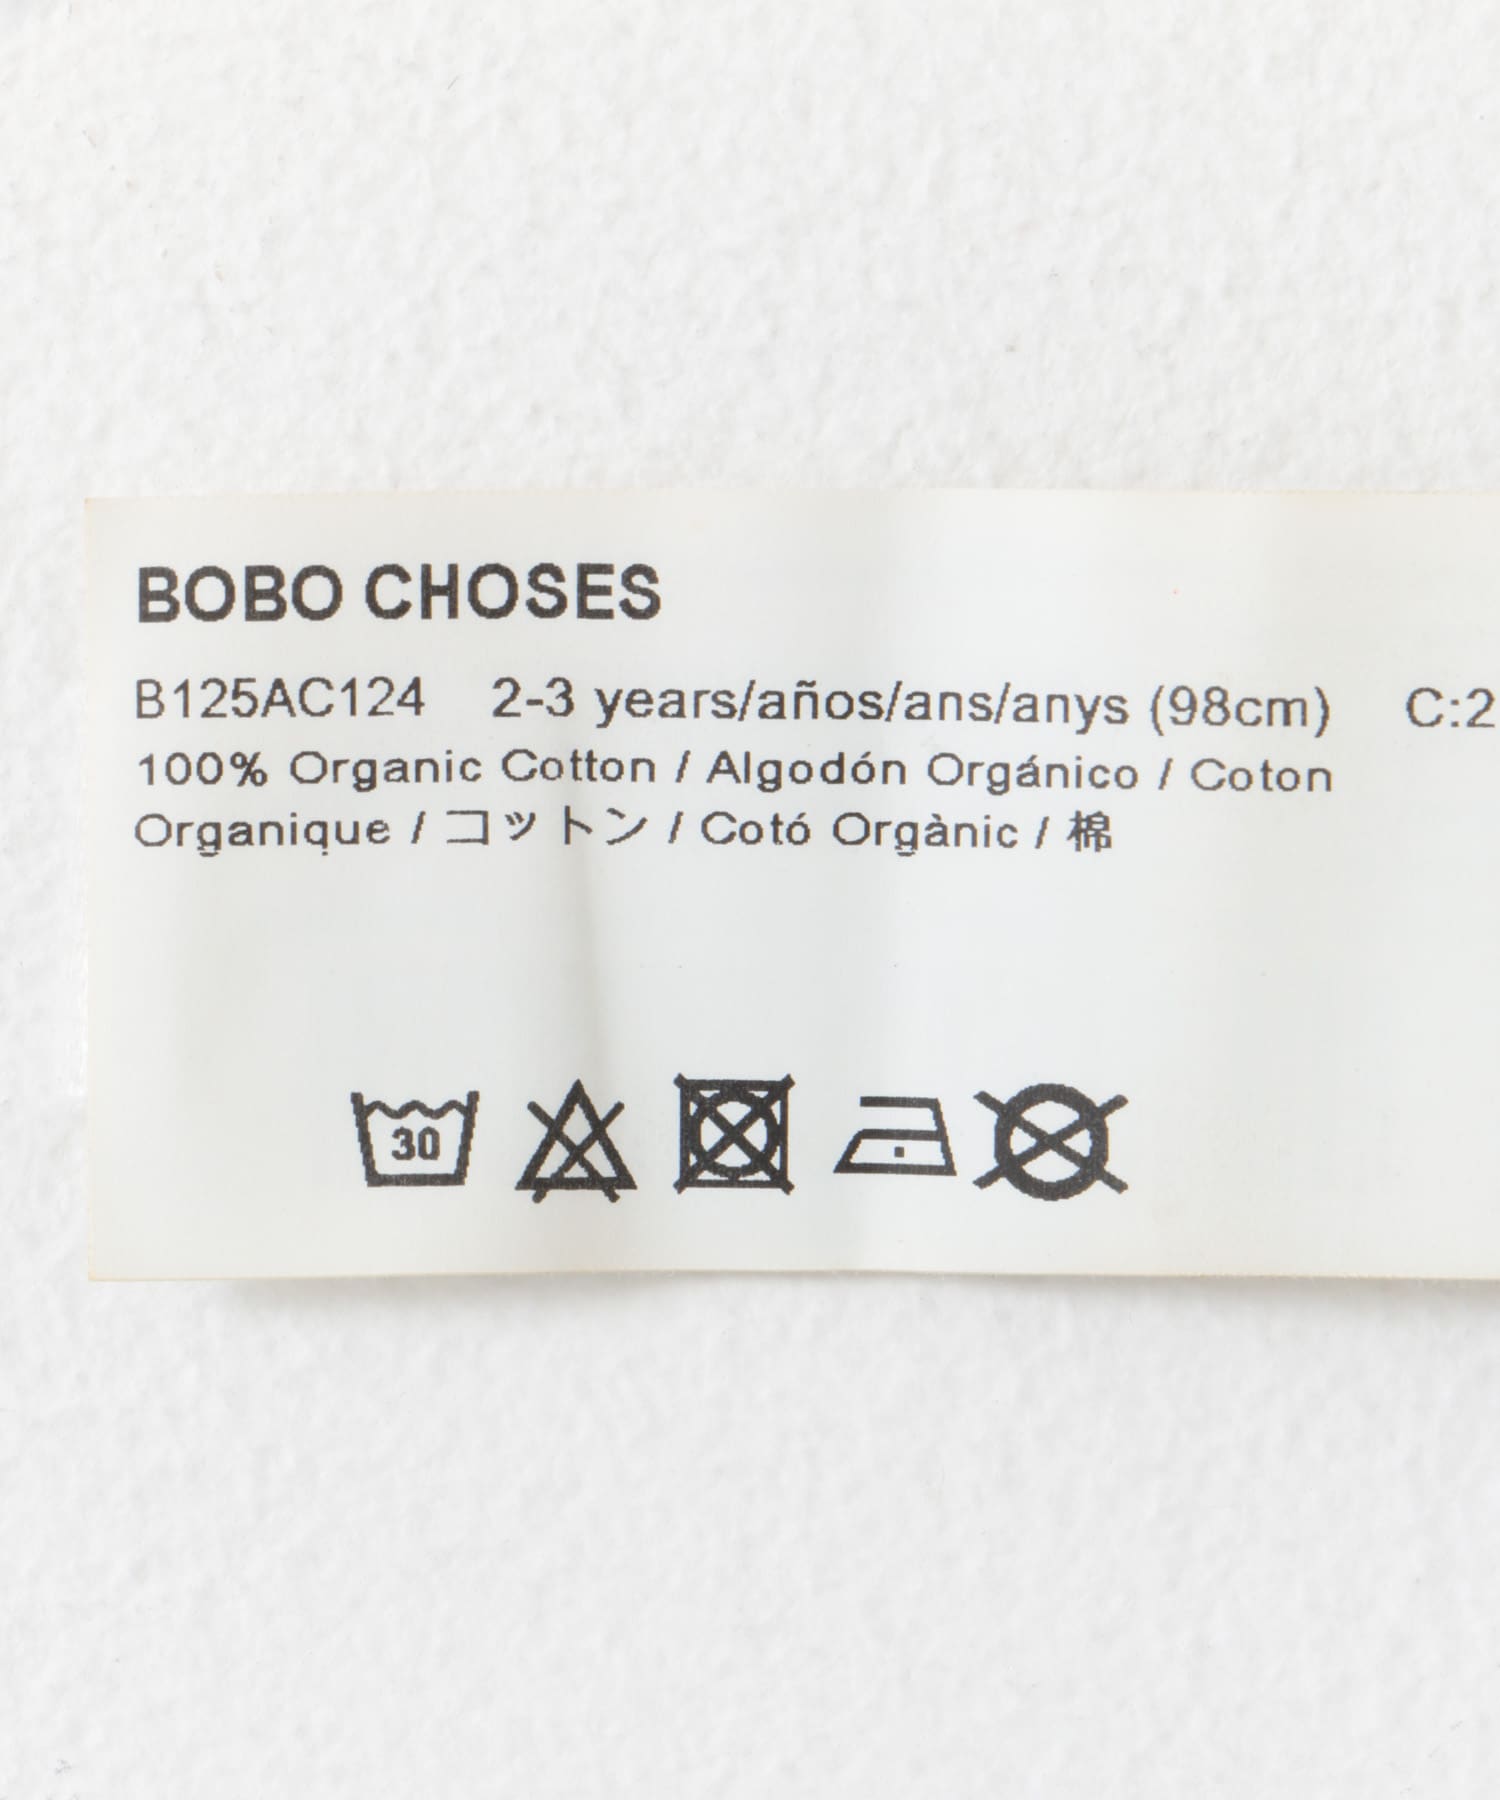 BOBO CHOSES
B125AC124 2-3 years/años/ans/anys (98cm) C:2
100% Organic Cotton / Algodón Orgánico / Coton
Organique / コットン / Cotó Orgànic / 棉
30